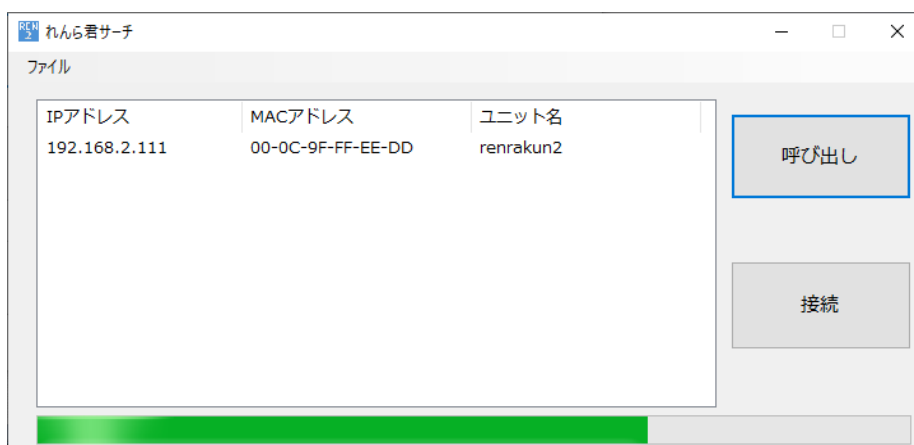 REN
2
れんら君サーチ
ファイル
IPアドレス MACアドレス ユニット名
192.168.2.111 00-0C-9F-FF-EE-DD renrakun2
呼び出し
接続